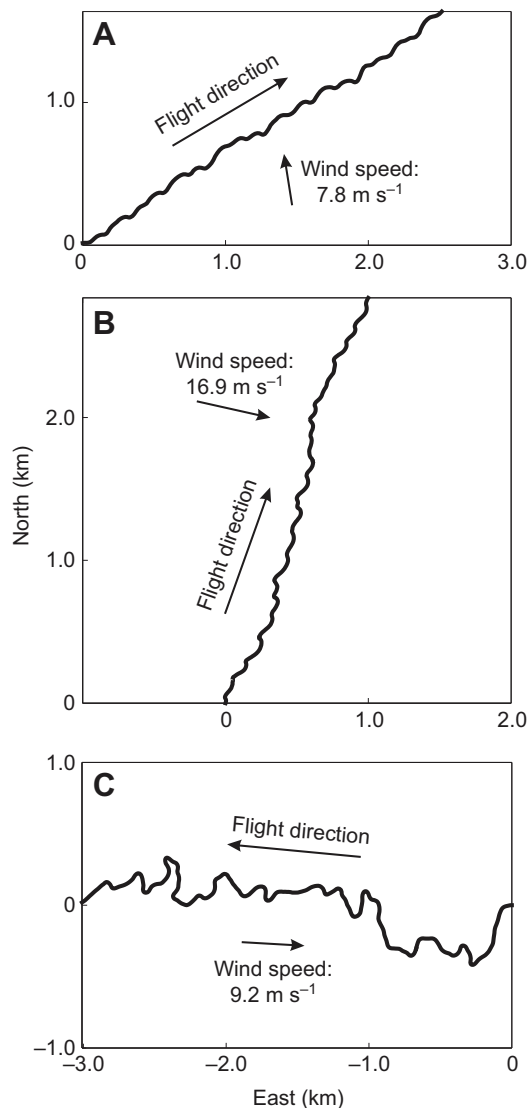 A
Flight direction
Wind speed:
7.8 m s⁻¹
1.0
0
0
1.0
2.0
3.0
B
Wind speed:
16.9 m s⁻¹
Flight direction
North (km)
2.0
1.0
0
0
1.0
2.0
C
Flight direction
Wind speed:
9.2 m s⁻¹
1.0
0
–1.0
–3.0
–2.0
–1.0
0
East (km)